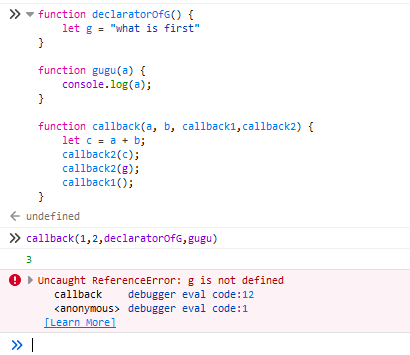 function declaratorOfG() {
let g = "what is first"
}
function gugu(a) {
console.log(a);
}
function callback(a, b, callback1,callback2) {
let c = a + b;
callback2(c);
callback2(g);
callback1();
}
undefined
callback(1,2,declaratorOfG,gugu)
3
Uncaught ReferenceError: g is not defined
callback debugger eval code:12
<anonymous> debugger eval code:1
[Learn More]